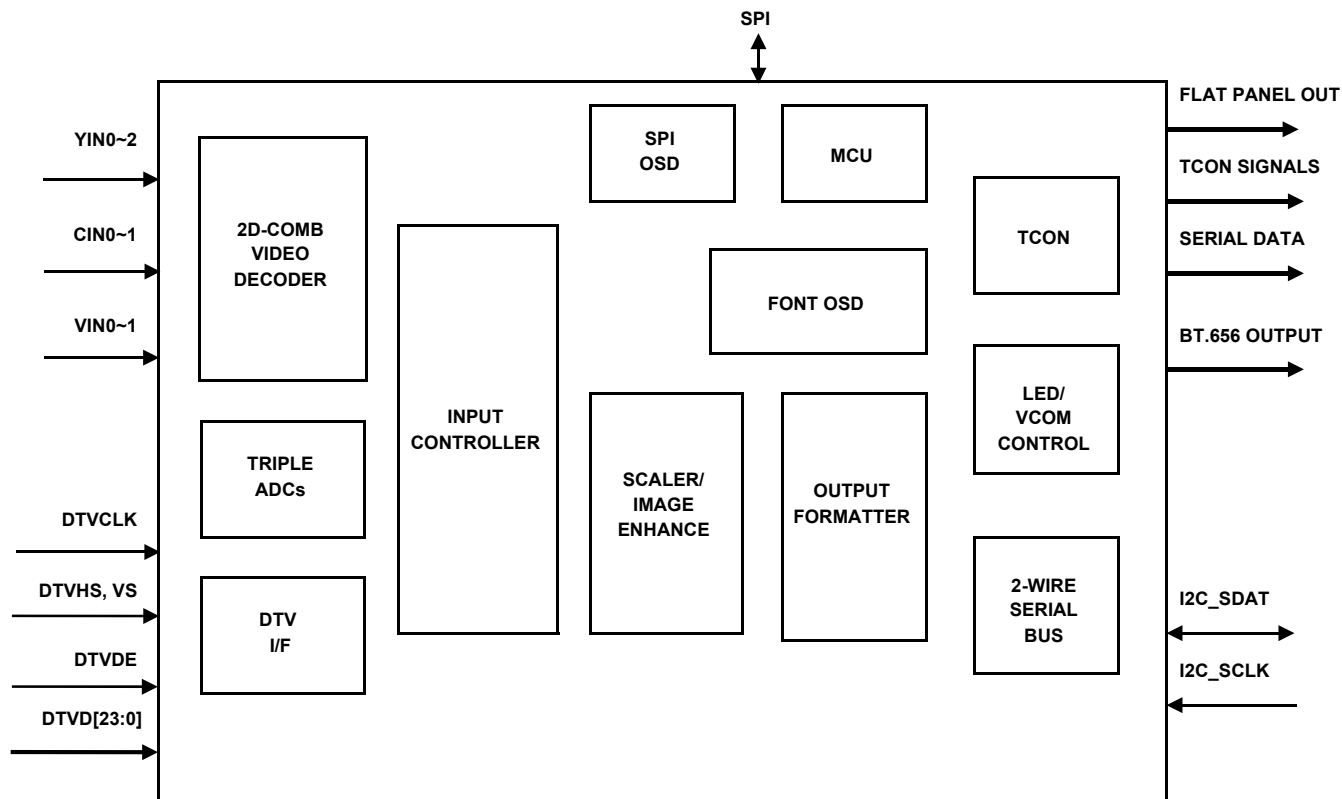 SPI
YIN0~2
CIN0~1
VIN0~1
DTVCLK
DTVHS, VS
DTVDE
DTVD[23:0]
2D-COMB
VIDEO
DECODER
TRIPLE
ADCs
DTV
I/F
INPUT
CONTROLLER
SPI
OSD
MCU
FONT OSD
SCALER/
IMAGE
ENHANCE
OUTPUT
FORMATTER
TCON
LED/
VCOM
CONTROL
2-WIRE
SERIAL
BUS
FLAT PANEL OUT
TCON SIGNALS
SERIAL DATA
BT.656 OUTPUT
I2C_SDAT
I2C_SCLK